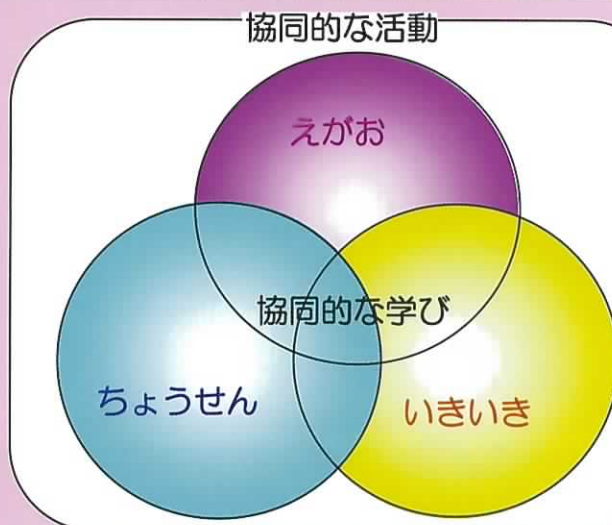 協同的な活動
えがお
協同的な学び
ちょうせん
いきいき